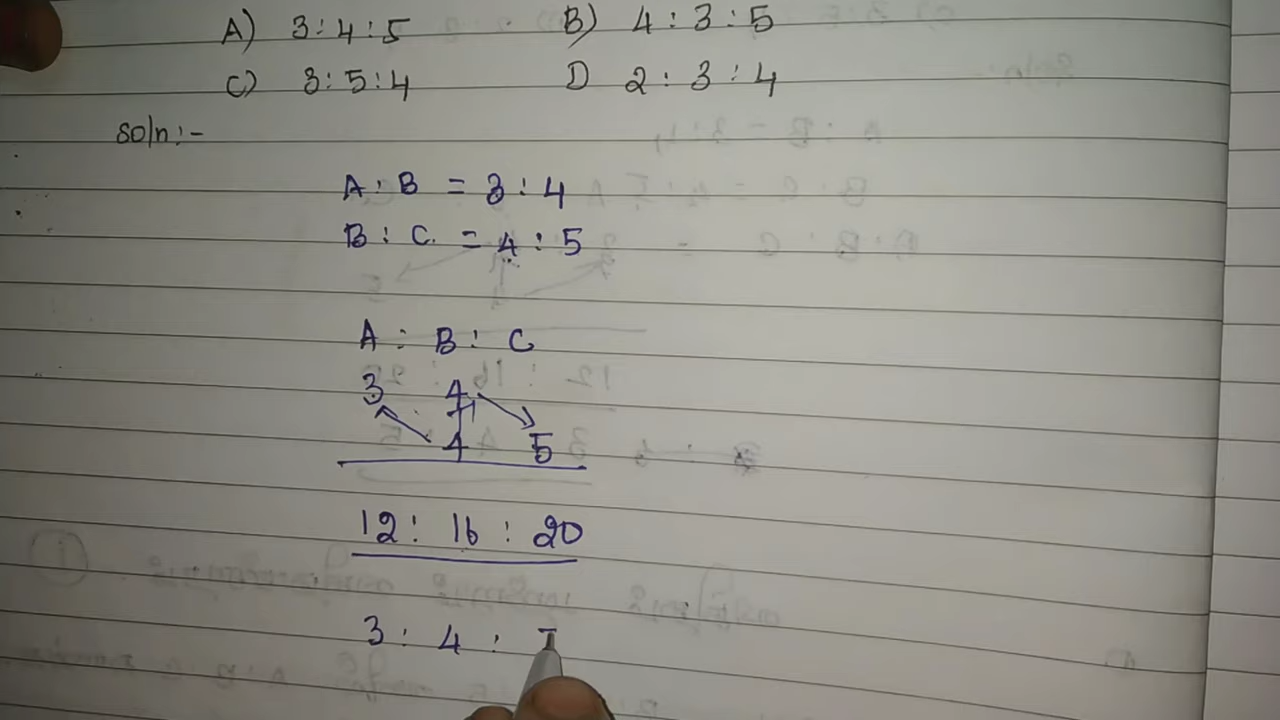 A) 3:4:5 B) 4:3:5
C) 3:5:4 D 2:3:4
Soln:-
A:B = 3:4
B:C. = 4:5
A:B:C
3 4
4 5
12:16:20
3:4: